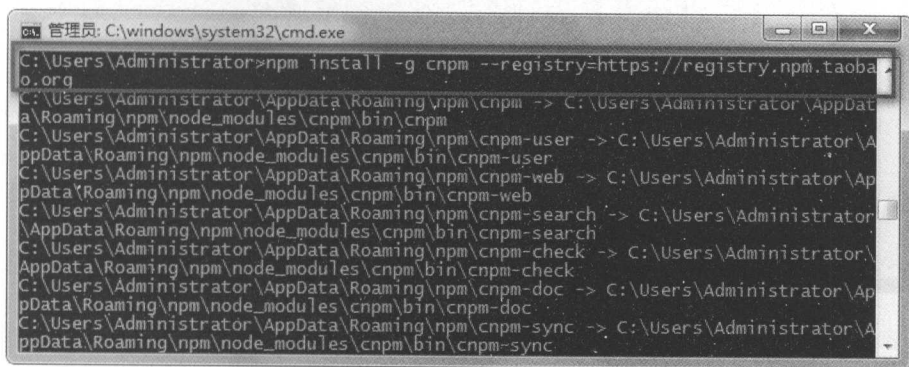 管理员: C:\windows\system32\cmd.exe
C:\Users\Administrator>npm install -g cnpm --registry=https://registry.npm.taoba
o.org
C:\Users\Administrator\AppData\Roaming\npm\cnpm -> C:\Users\Administrator\AppDat
a\Roaming\npm\node_modules\cnpm\bin\cnpm
C:\Users\Administrator\AppData\Roaming\npm\cnpm-user -> C:\Users\Administrator\A
ppData\Roaming\npm\node_modules\cnpm\bin\cnpm-user
C:\Users\Administrator\AppData\Roaming\npm\cnpm-web -> C:\Users\Administrator\Ap
pData\Roaming\npm\node_modules\cnpm\bin\cnpm-web
C:\Users\Administrator\AppData\Roaming\npm\cnpm-search -> C:\Users\Administrator
\AppData\Roaming\npm\node_modules\cnpm\bin\cnpm-search
C:\Users\Administrator\AppData\Roaming\npm\cnpm-check -> C:\Users\Administrator\
AppData\Roaming\npm\node_modules\cnpm\bin\cnpm-check
C:\Users\Administrator\AppData\Roaming\npm\cnpm-doc -> C:\Users\Administrator\Ap
pData\Roaming\npm\node_modules\cnpm\bin\cnpm-doc
C:\Users\Administrator\AppData\Roaming\npm\cnpm-sync -> C:\Users\Administrator\A
ppData\Roaming\npm\node_modules\cnpm\bin\cnpm-sync